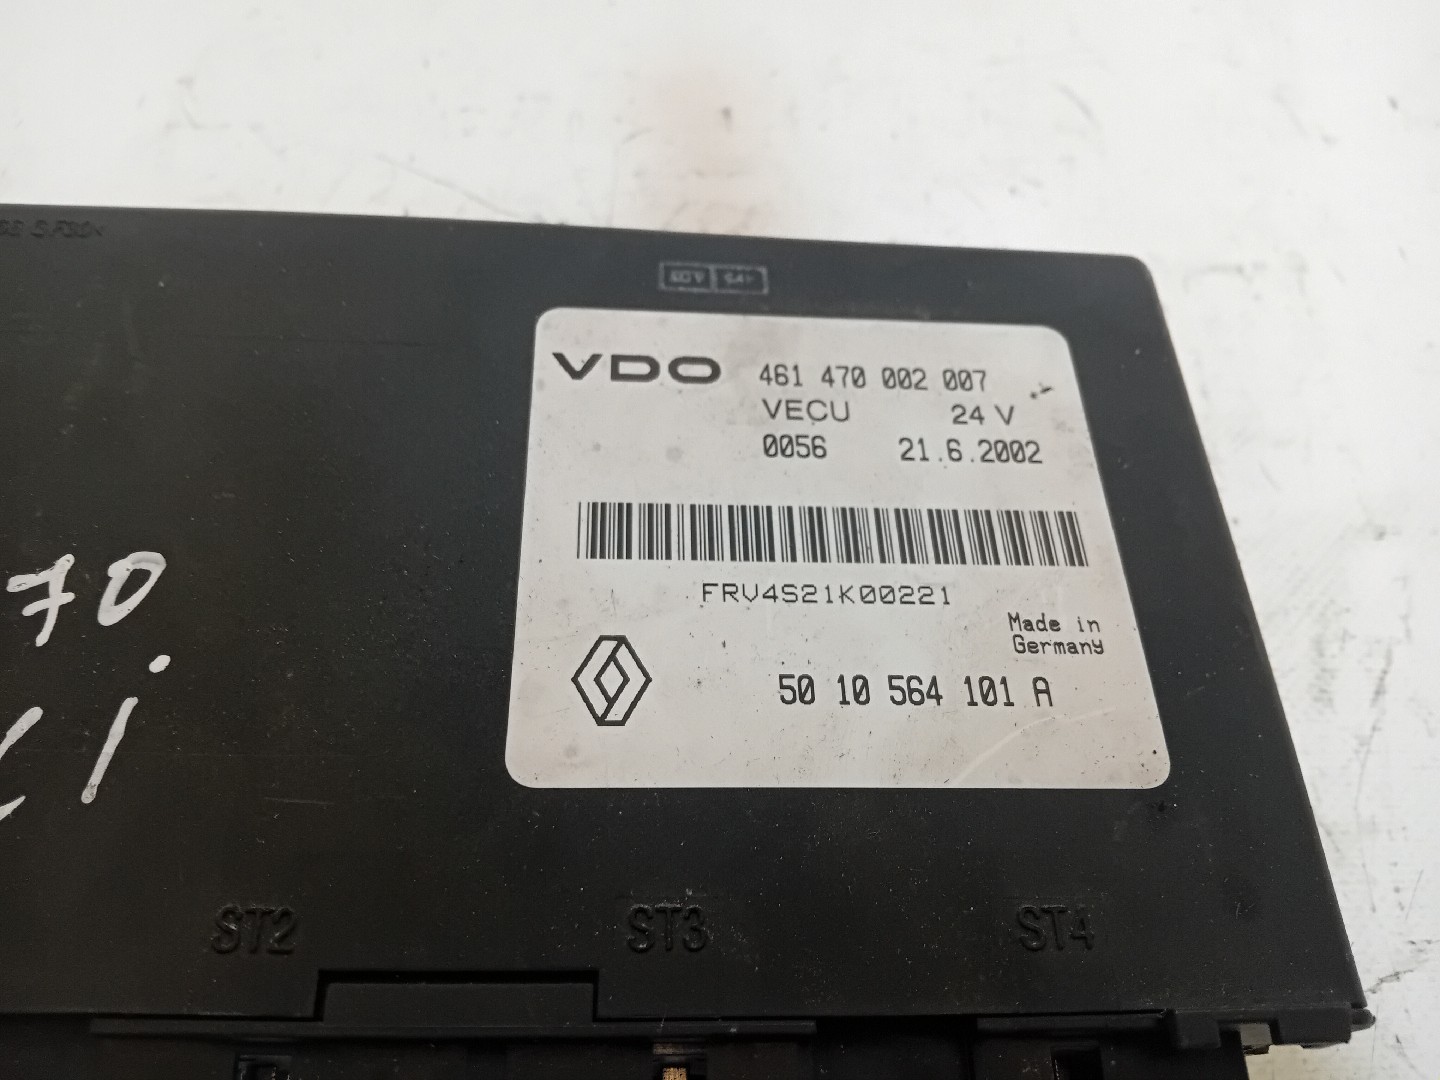 VDO 461 470 002 007
VECU 24 V
0056 21.6.2002
FRV4S21K00221
Made in
Germany
50 10 564 101 A
70
ST2 ST3 ST4